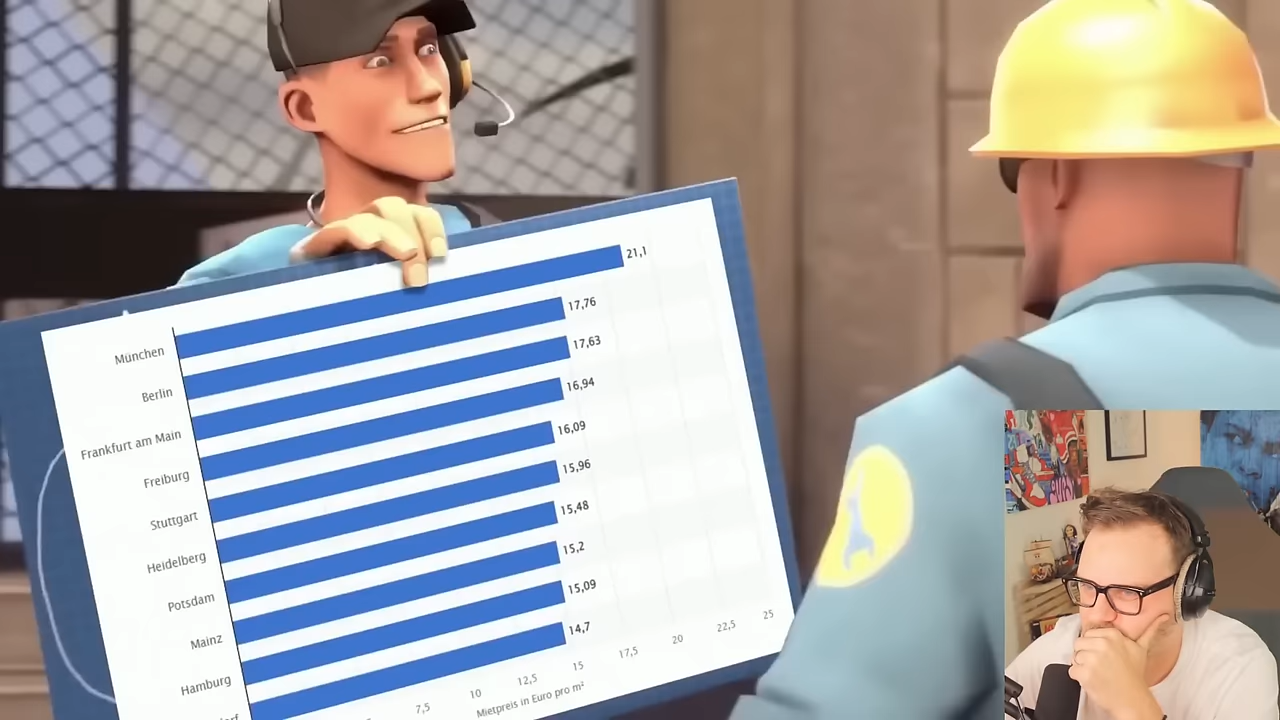 München 21,1
Berlin 17,76
Frankfurt am Main 17,63
Freiburg 16,94
Stuttgart 16,09
Heidelberg 15,96
Potsdam 15,48
Mainz 15,2
Hamburg 15,09
dorf 14,7
7,5 10 12,5 15 17,5 20 22,5 25
Mietpreis in Euro pro m²